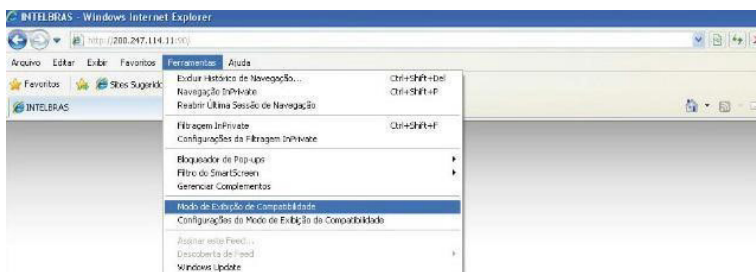 INTELBRAS - Windows Internet Explorer
http://200.247.114.11:90/
Arquivo Editar Exibir Favoritos Ferramentas Ajuda
Favoritos Sites Sugerido
INTELBRAS
Excluir Histórico de Navegação... Ctrl+Shift+Del
Navegação InPrivate Ctrl+Shift+P
Reabrir Última Sessão de Navegação
Filtragem InPrivate Ctrl+Shift+F
Configurações da Filtragem InPrivate
Bloqueador de Pop-ups
Filtro do SmartScreen
Gerenciar Complementos
Modo de Exibição de Compatibilidade
Configurações do Modo de Exibição de Compatibilidade
Assinar este Feed...
Descoberta de Feed
Windows Update